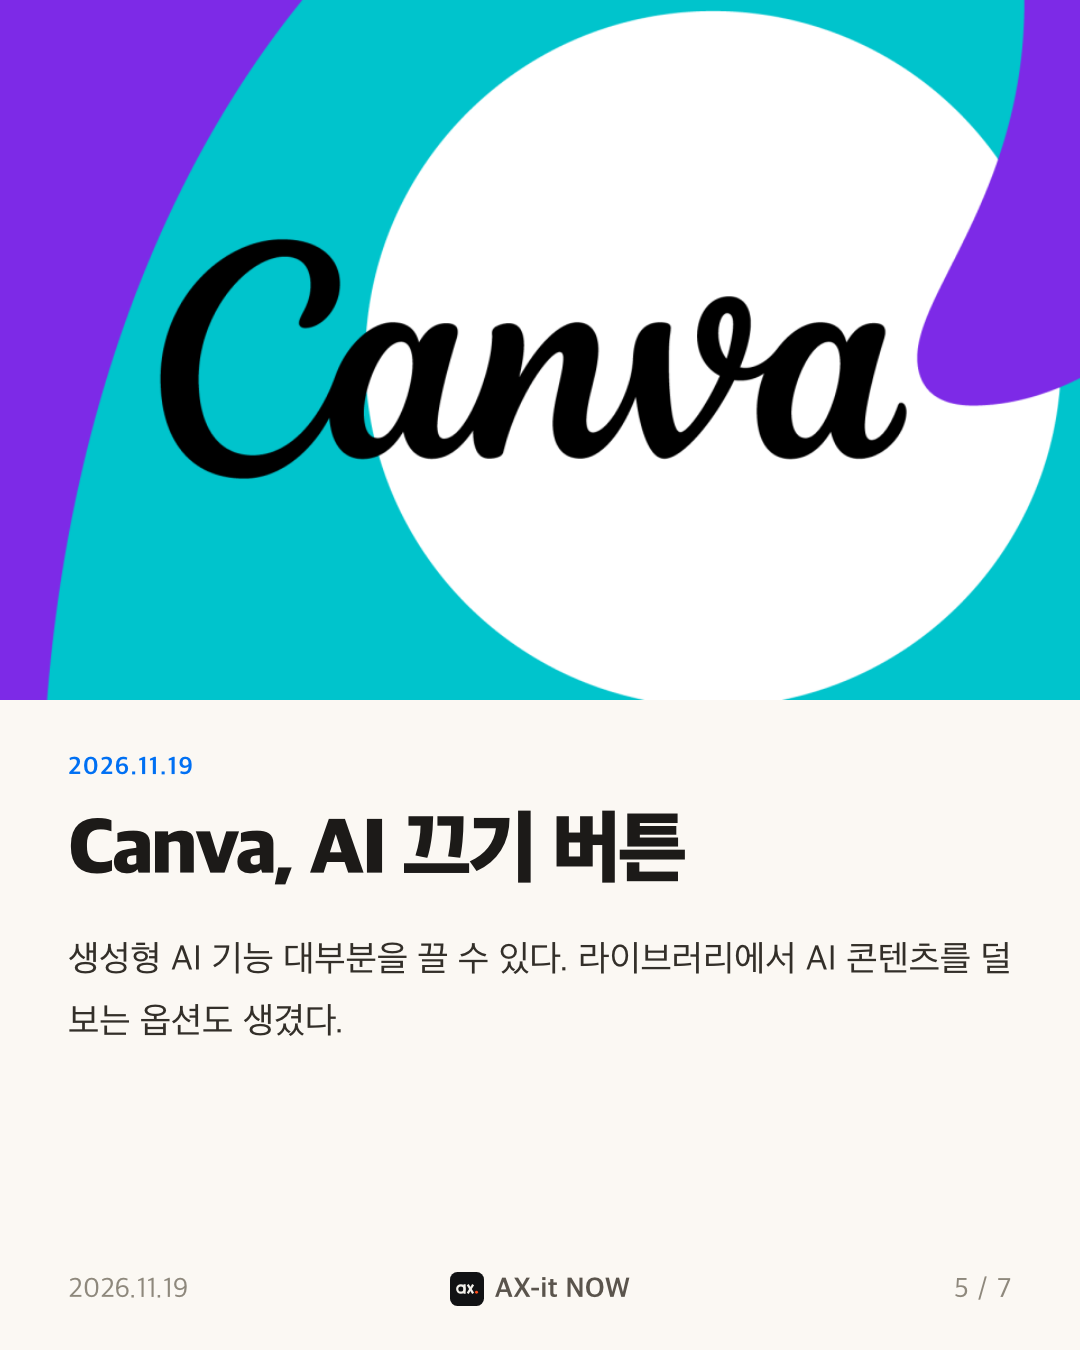 Canva
2026.11.19
Canva, AI 끄기 버튼
생성형 AI 기능 대부분을 끌 수 있다. 라이브러리에서 AI 콘텐츠를 덜
보는 옵션도 생겼다.
2026.11.19
ax. AX-it NOW
5 / 7